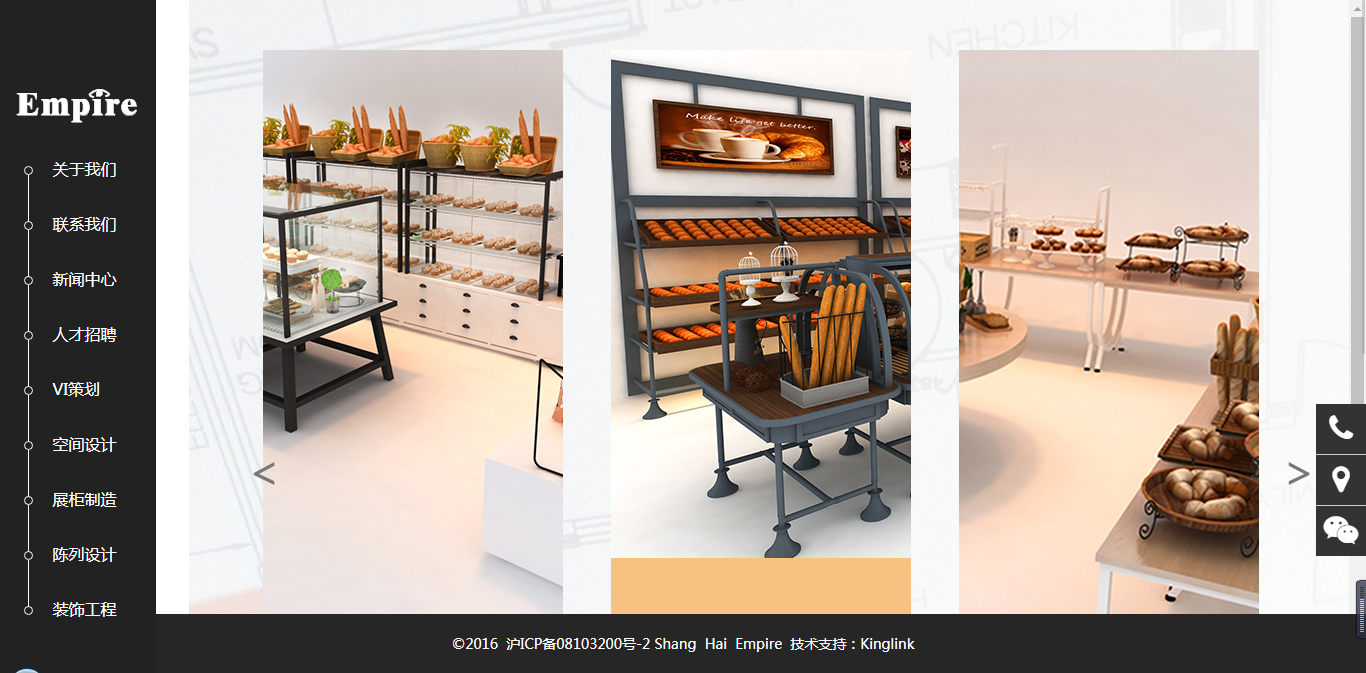 Empire
关于我们
联系我们
新闻中心
人才招聘
VI策划
空间设计
展柜制造
陈列设计
装饰工程
KITCHEN
Make life get better.
<
>
©2016 沪ICP备08103200号-2 Shang Hai Empire 技术支持：Kinglink